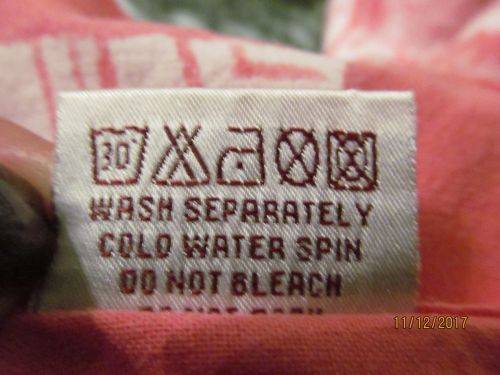 30°
WASH SEPARATELY
COLD WATER SPIN
DO NOT BLEACH
11/12/2017